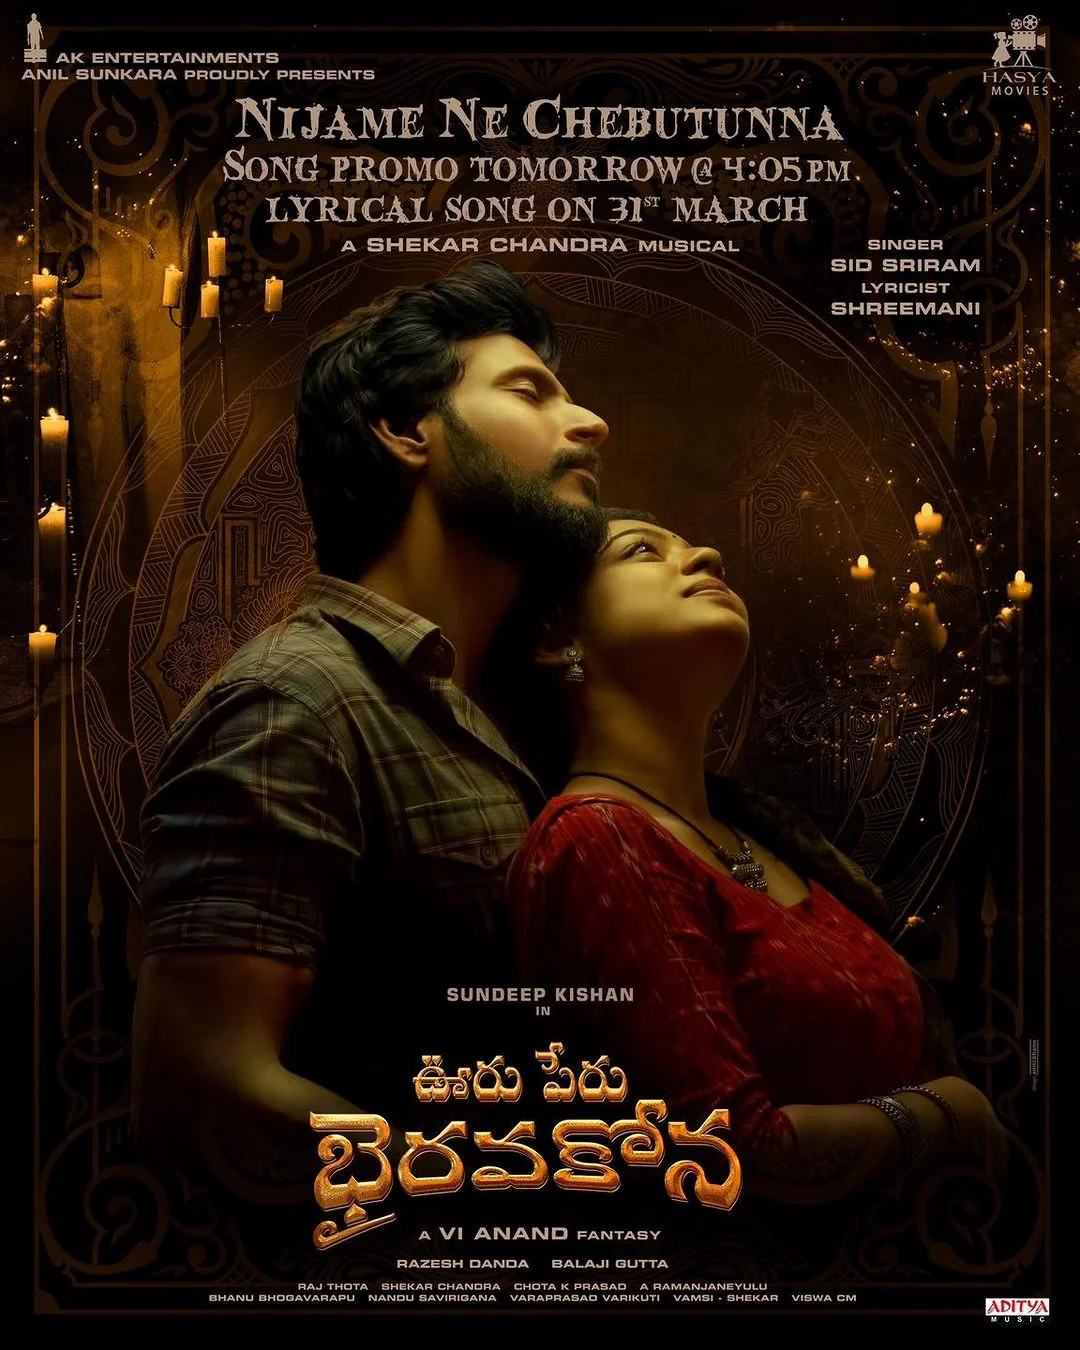 AK ENTERTAINMENTS
ANIL SUNKARA PROUDLY PRESENTS
HASYA
MOVIES
NIJAME NE CHEBUTUNNA
SONG PROMO TOMORROW @ 4:05 PM
LYRICAL SONG ON 31ST MARCH
A SHEKAR CHANDRA MUSICAL
SINGER
SID SRIRAM
LYRICIST
SHREEMANI
SUNDEEP KISHAN
IN
ఊరు పేరు
భైరవకోన
A VI ANAND FANTASY
RAZESH DANDA BALAJI GUTTA
RAJ THOTA SHEKAR CHANDRA CHOTA K PRASAD A RAMANJANEYULU
BHANU BHOGAVARAPU NANDU SAVIRIGANA VARAPRASAD VARIKUTI VAMSI - SHEKAR VISWA CM
ADITYA
MUSIC